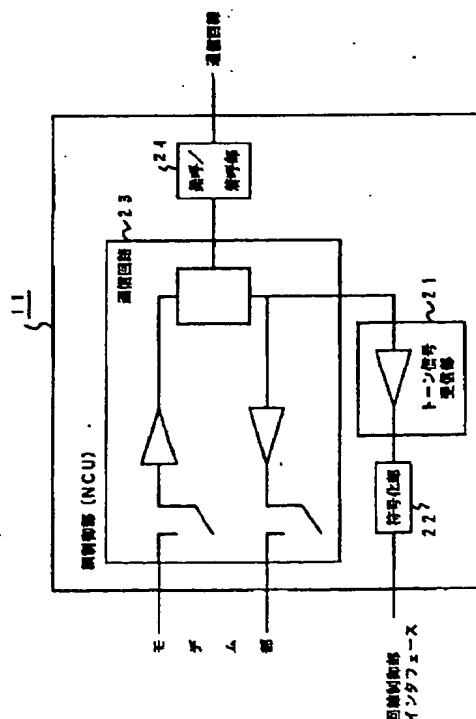 11
網制御部(NCU)
通信回路
23
24
発呼/
着呼部
通信回線
モデム部
21
トーン信号
受信部
符号化部
22
回線制御部
インタフェース